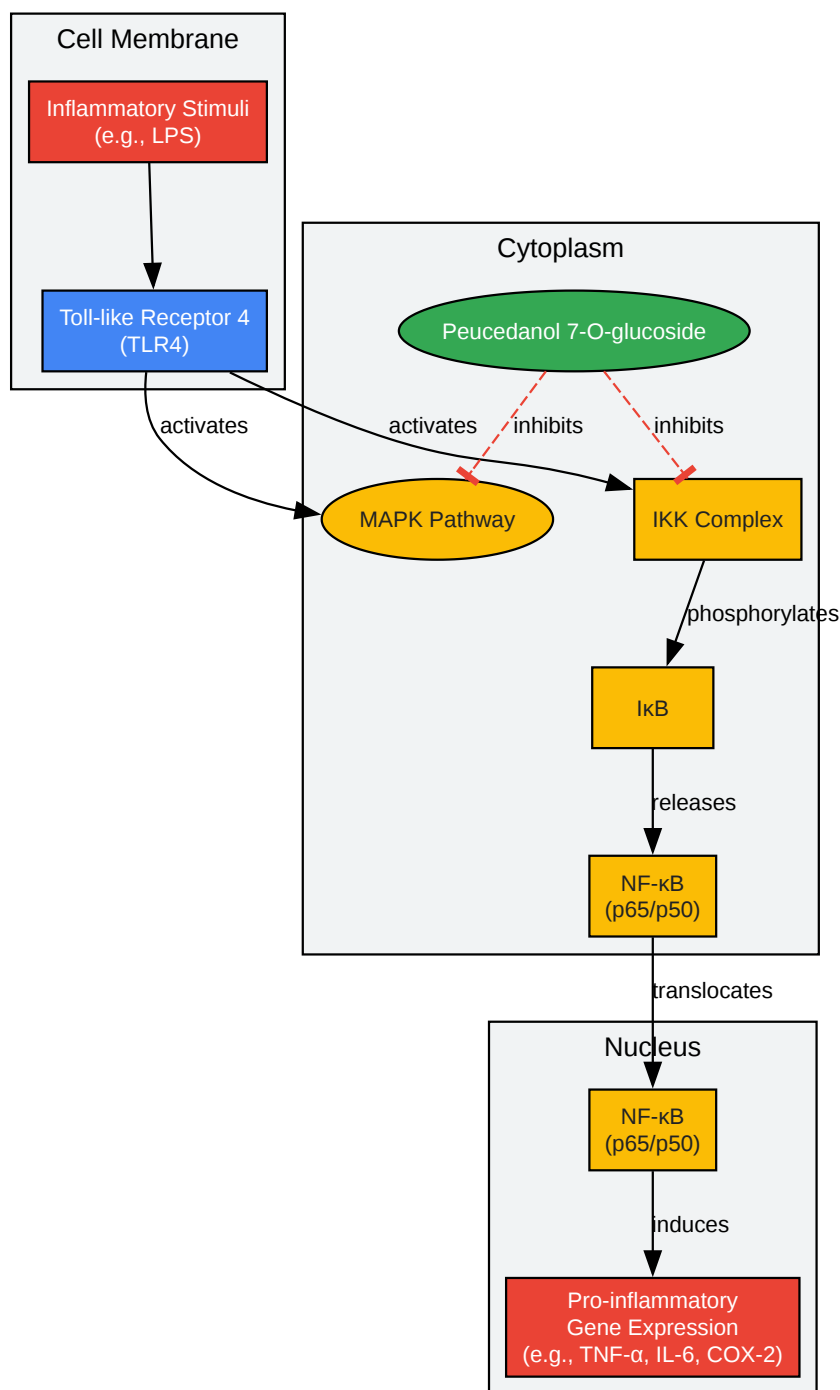 Cell Membrane
Inflammatory Stimuli
(e.g., LPS)
Toll-like Receptor 4
(TLR4)
Cytoplasm
Peucedanol 7-O-glucoside
activates
activates
inhibits
inhibits
MAPK Pathway
IKK Complex
phosphorylates
IκB
releases
NF-κB
(p65/p50)
translocates
Nucleus
NF-κB
(p65/p50)
induces
Pro-inflammatory
Gene Expression
(e.g., TNF-α, IL-6, COX-2)